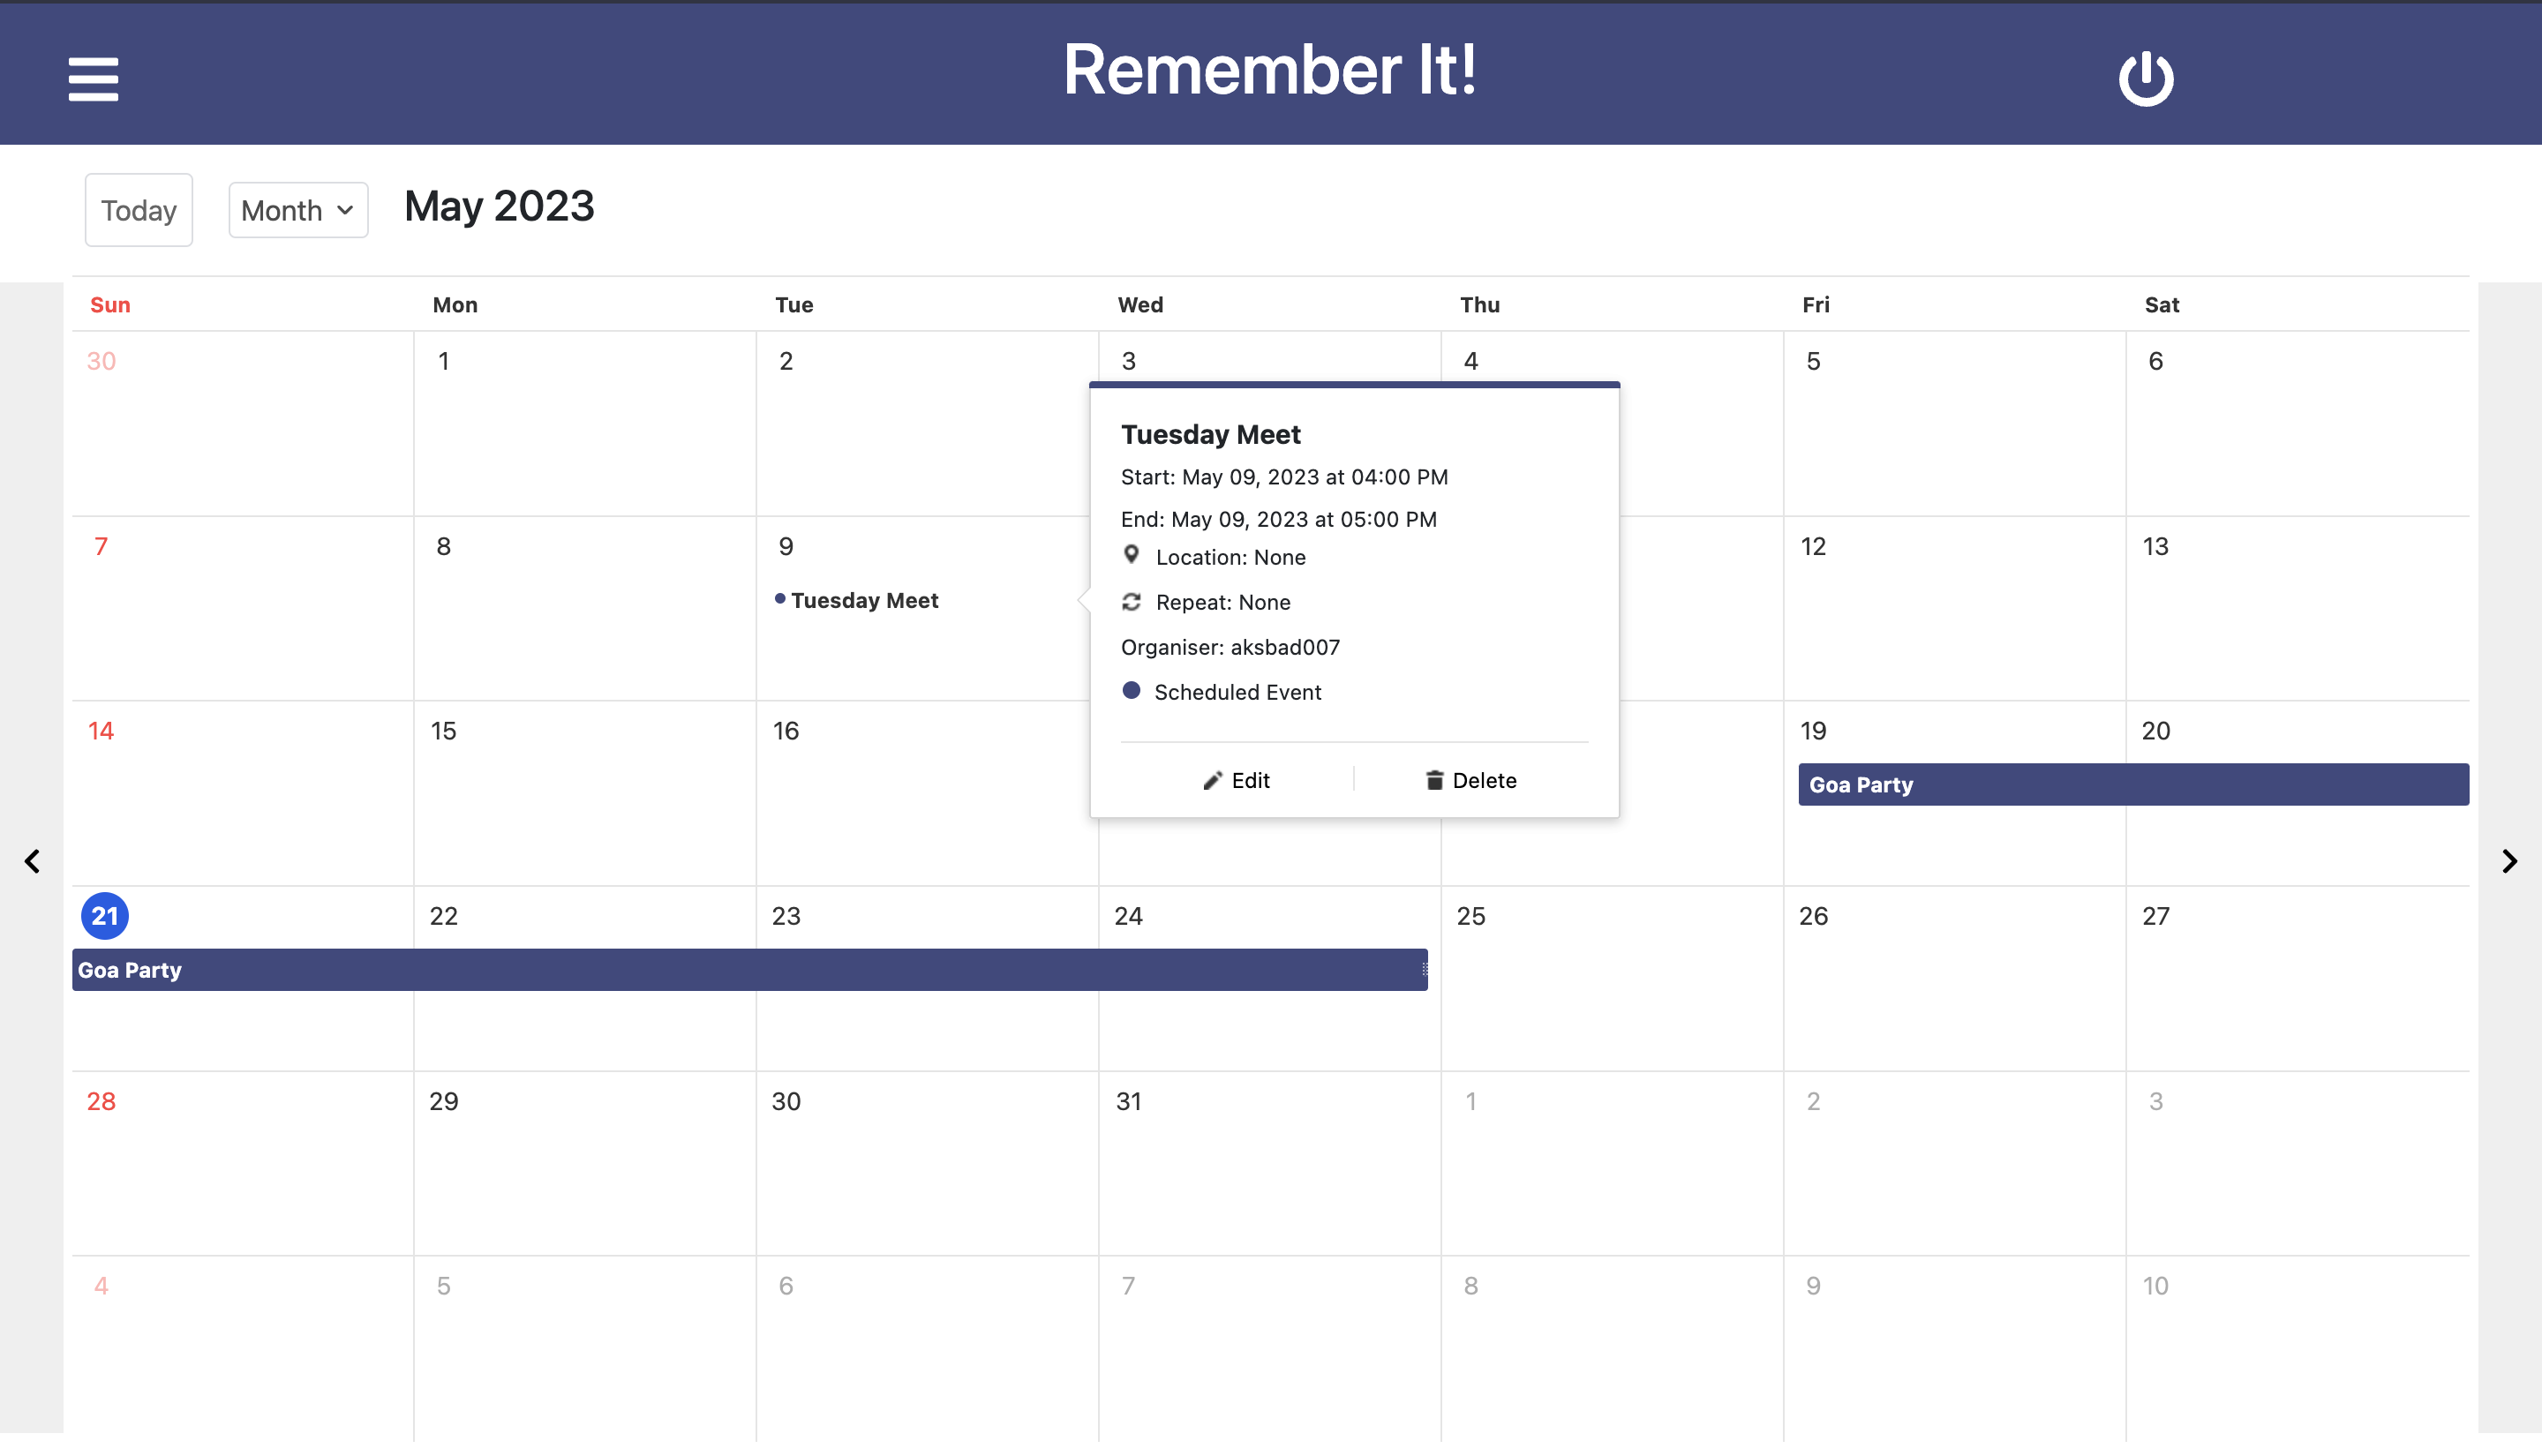 Remember It!
Today
Month
May 2023
Sun Mon Tue Wed Thu Fri Sat
30 1 2 3 4 5 6
Tuesday Meet
Start: May 09, 2023 at 04:00 PM
End: May 09, 2023 at 05:00 PM
Location: None
Repeat: None
Organiser: aksbad007
Scheduled Event
Edit
Delete
7 8 9 12 13
Tuesday Meet
14 15 16 19 20
Goa Party
21 22 23 24 25 26 27
Goa Party
28 29 30 31 1 2 3
4 5 6 7 8 9 10